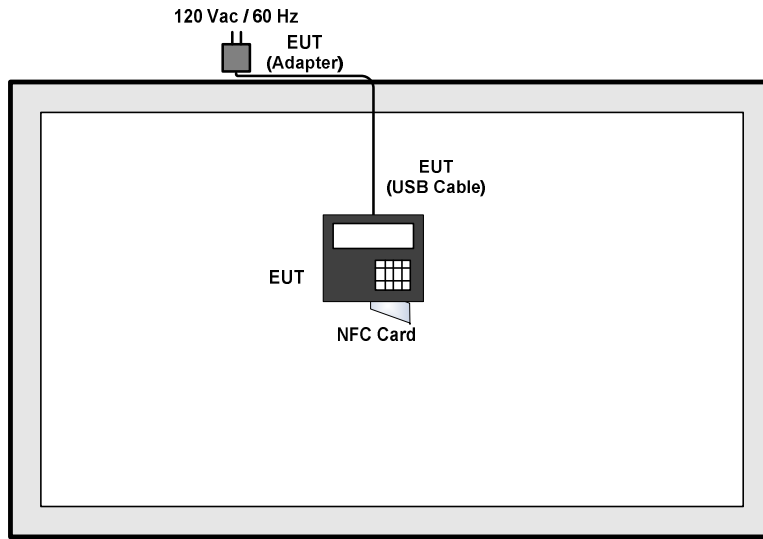 120 Vac / 60 Hz
EUT
(Adapter)
EUT
(USB Cable)
EUT
NFC Card